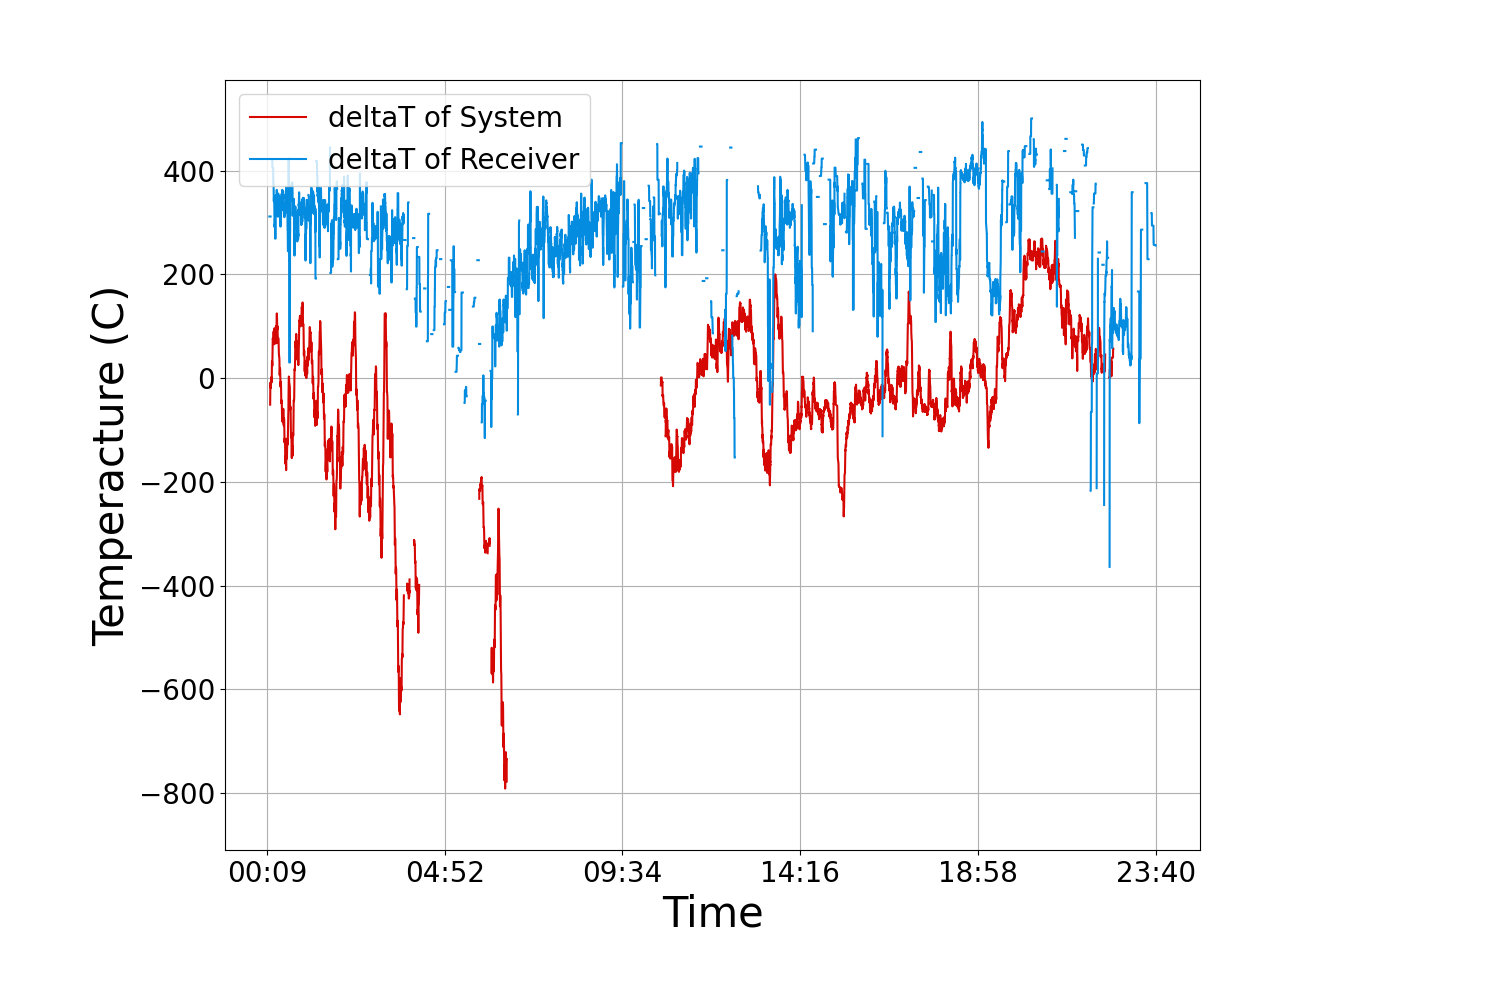 deltaT of System
deltaT of Receiver
400
200
0
−200
−400
−600
−800
Temperacture (C)
00:09 04:52 09:34 14:16 18:58 23:40
Time